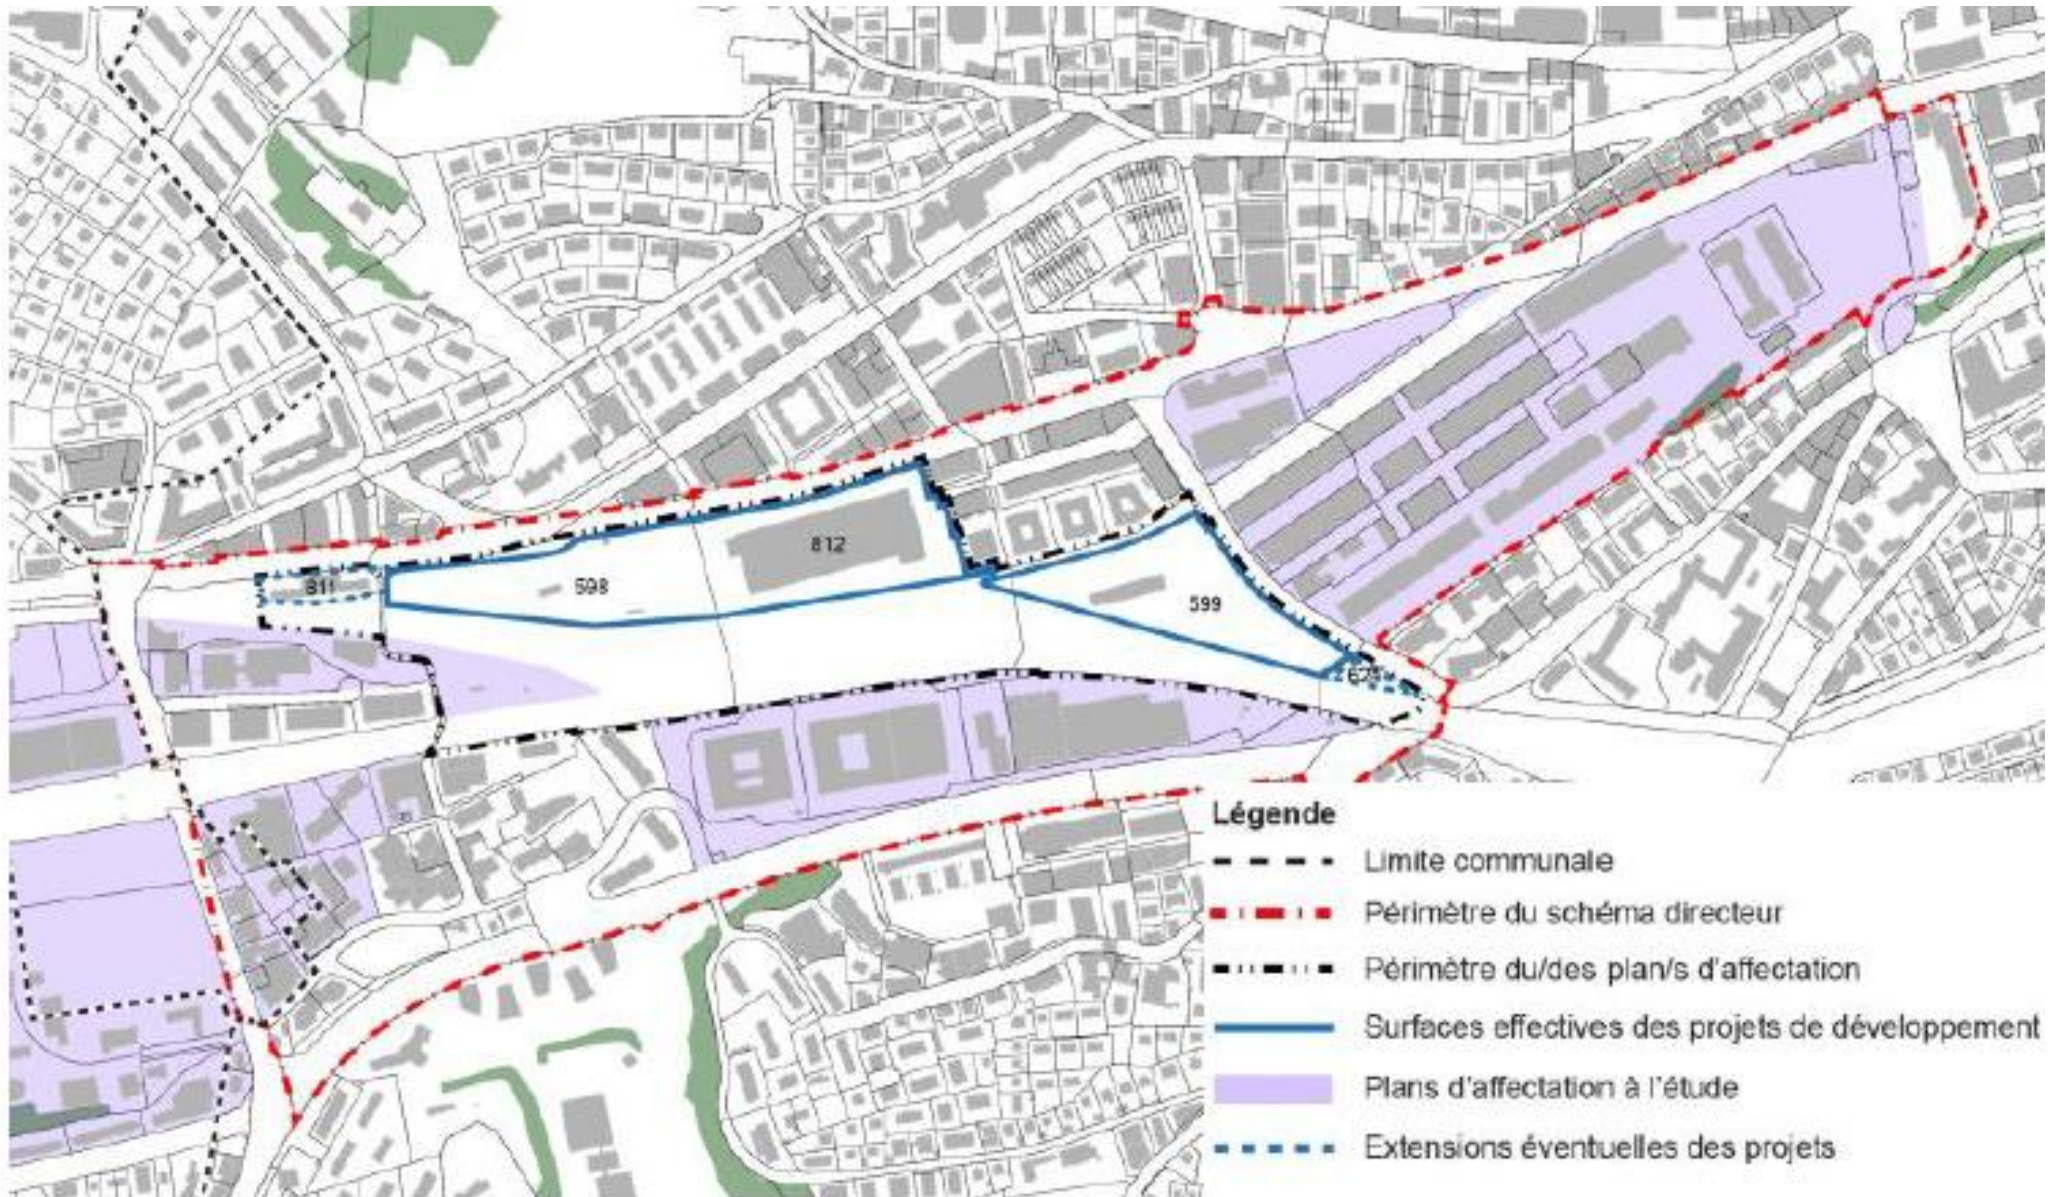 812
811
598
599
Légende
Limite communale
Périmètre du schéma directeur
Périmètre du/des plan/s d'affectation
Surfaces effectives des projets de développement
Plans d'affectation à l'étude
Extensions éventuelles des projets